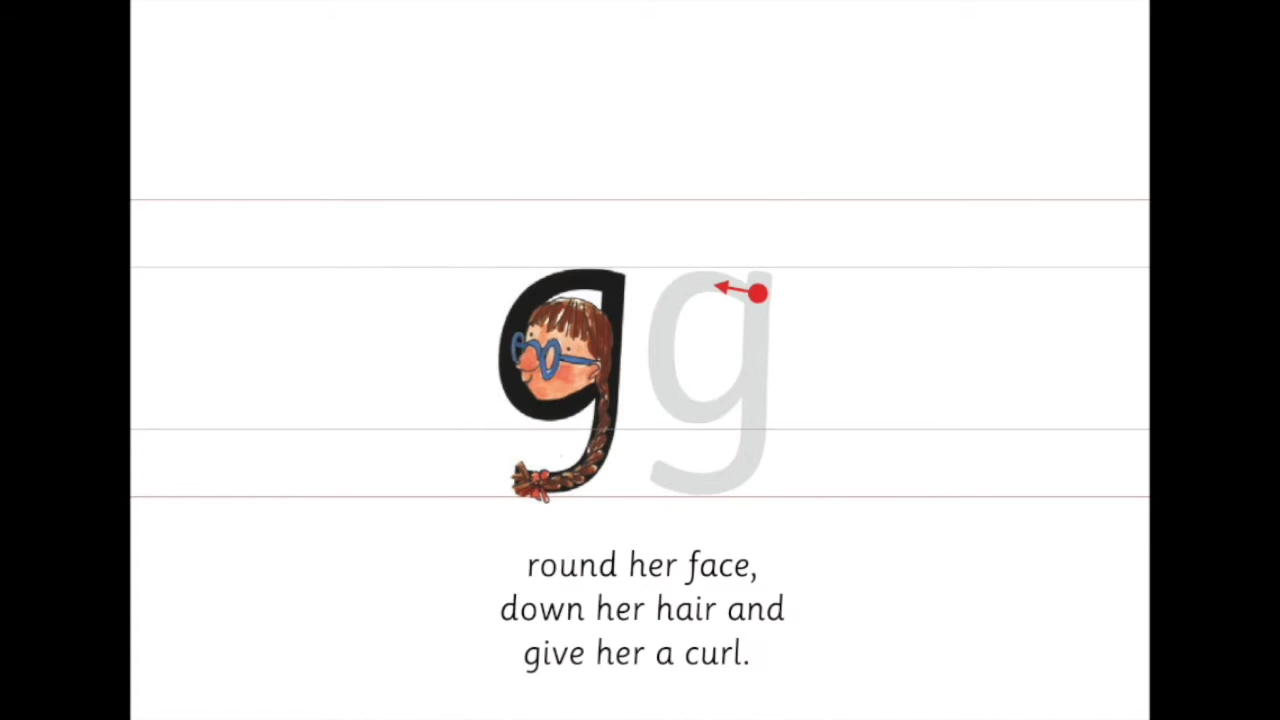 g g
round her face,
down her hair and
give her a curl.